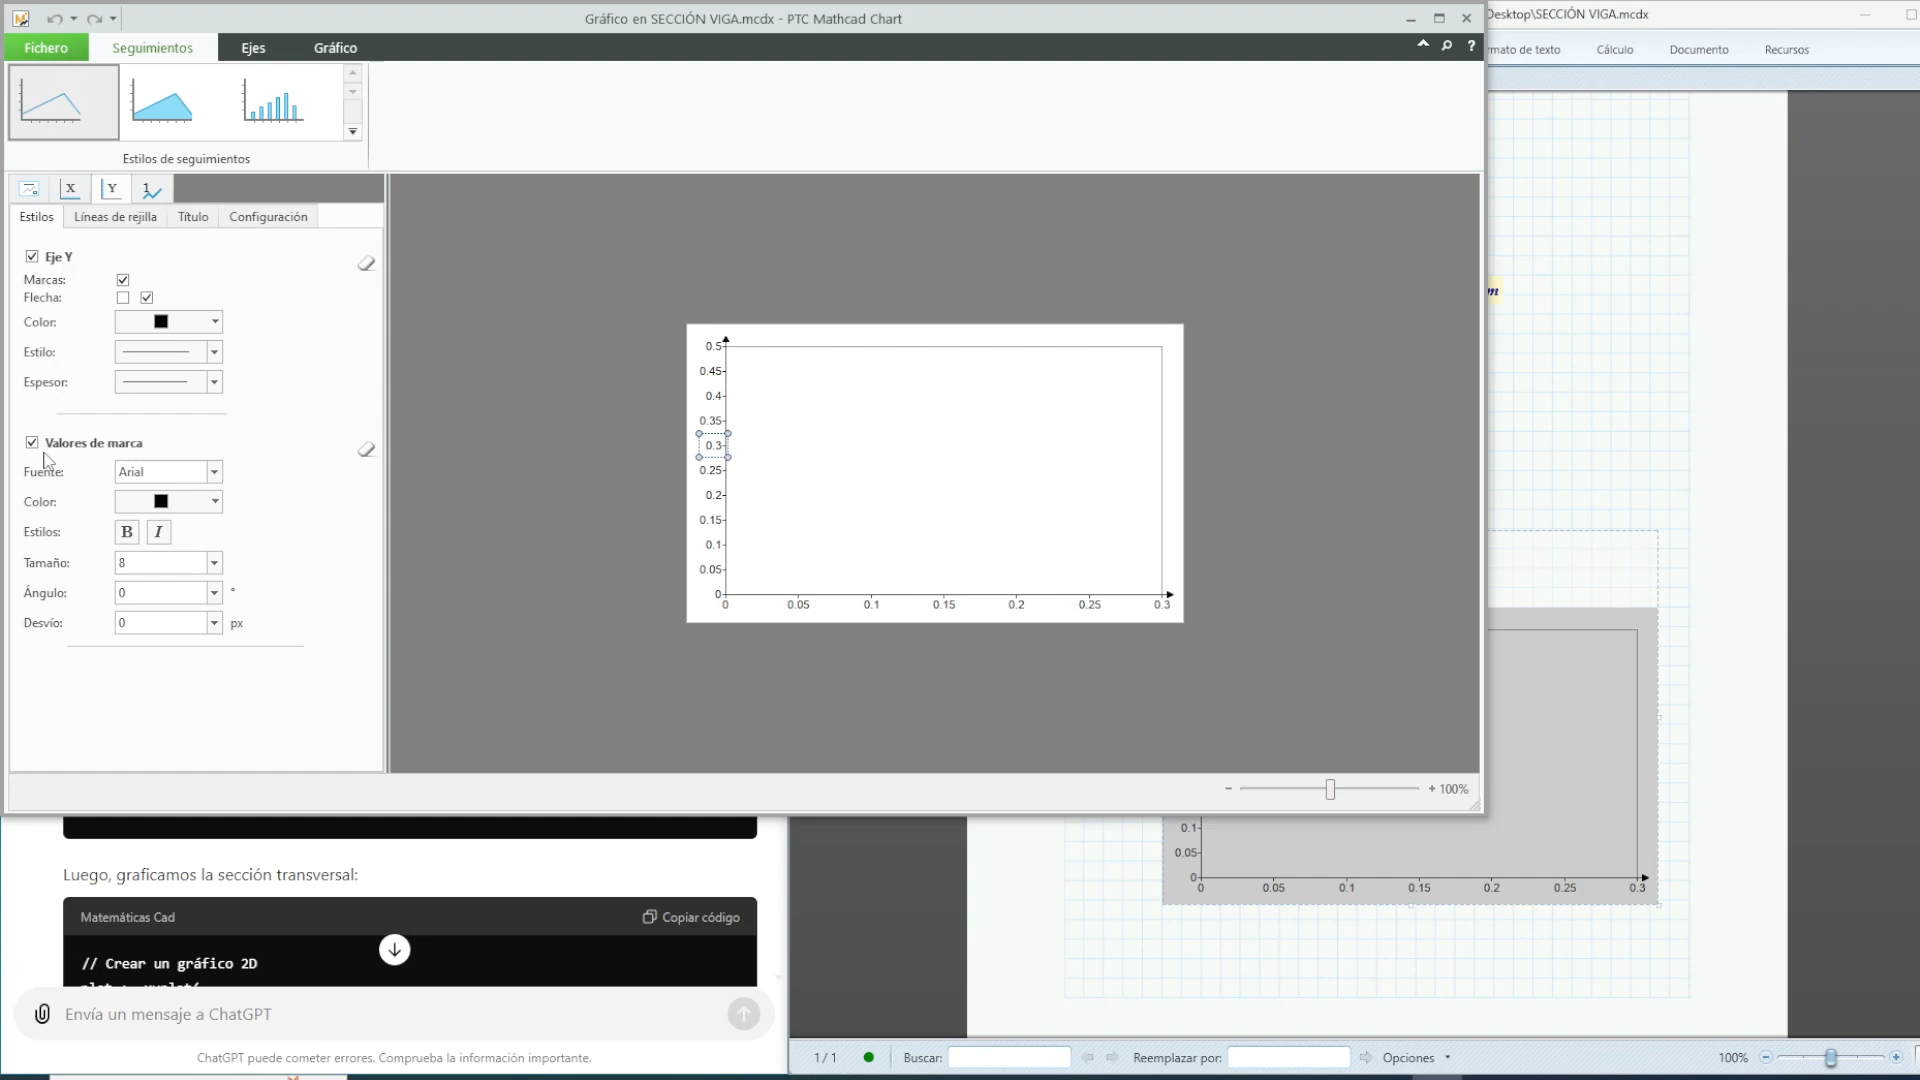 Gráfico en SECCIÓN VIGA.mcdx - PTC Mathcad Chart
Desktop\SECCIÓN VIGA.mcdx
Fichero Seguimientos Ejes Gráfico
rmato de texto Cálculo Documento Recursos
Estilos de seguimientos
X Y 1
Estilos Líneas de rejilla Título Configuración
Eje Y
Marcas:
Flecha:
Color:
Estilo:
Espesor:
Valores de marca
Fuente: Arial
Color:
Estilos: B I
Tamaño: 8
Ángulo: 0 °
Desvío: 0 px
0.5
0.45
0.4
0.35
0.3
0.25
0.2
0.15
0.1
0.05
0
0 0.05 0.1 0.15 0.2 0.25 0.3
m
- + 100%
0.1
0.05
0
0 0.05 0.1 0.15 0.2 0.25 0.3
Luego, graficamos la sección transversal:
Matemáticas Cad Copiar código
// Crear un gráfico 2D
Envía un mensaje a ChatGPT
ChatGPT puede cometer errores. Comprueba la información importante.
1 / 1 Buscar: Reemplazar por: Opciones 100%